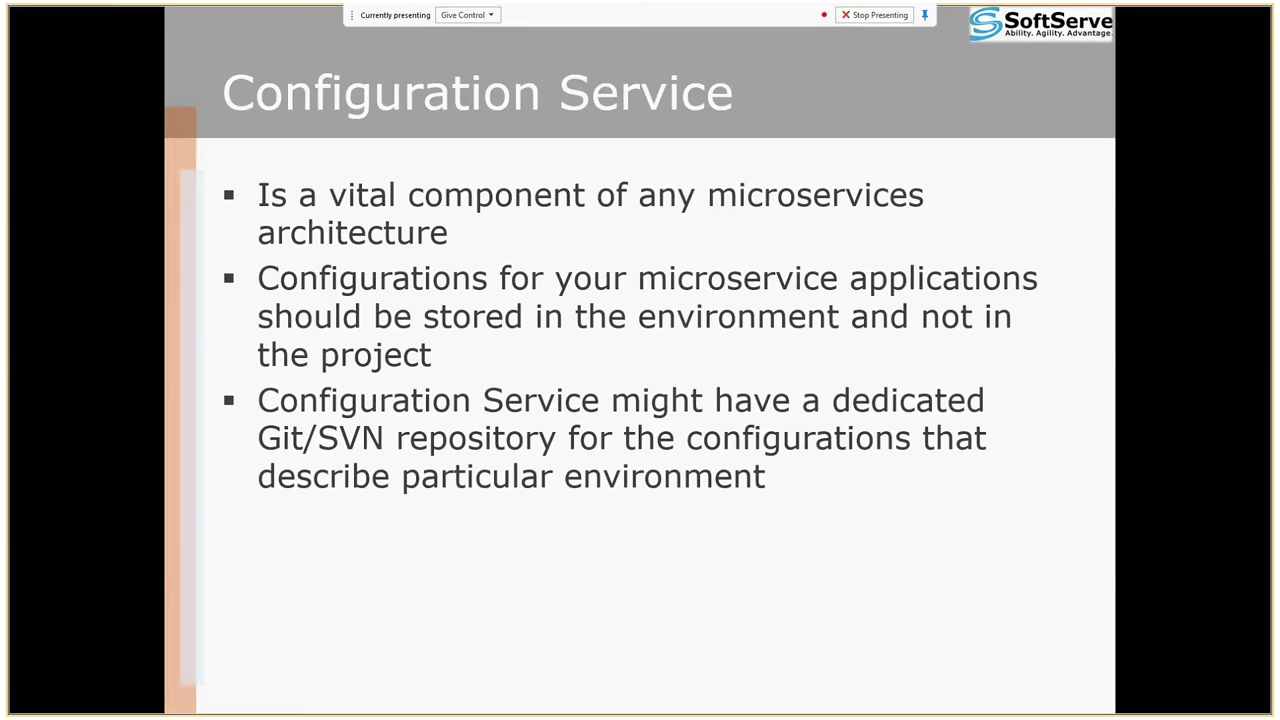 Currently presenting
Give Control
Stop Presenting
SoftServe
Ability. Agility. Advantage.
Configuration Service
▪ Is a vital component of any microservices
architecture
▪ Configurations for your microservice applications
should be stored in the environment and not in
the project
▪ Configuration Service might have a dedicated
Git/SVN repository for the configurations that
describe particular environment